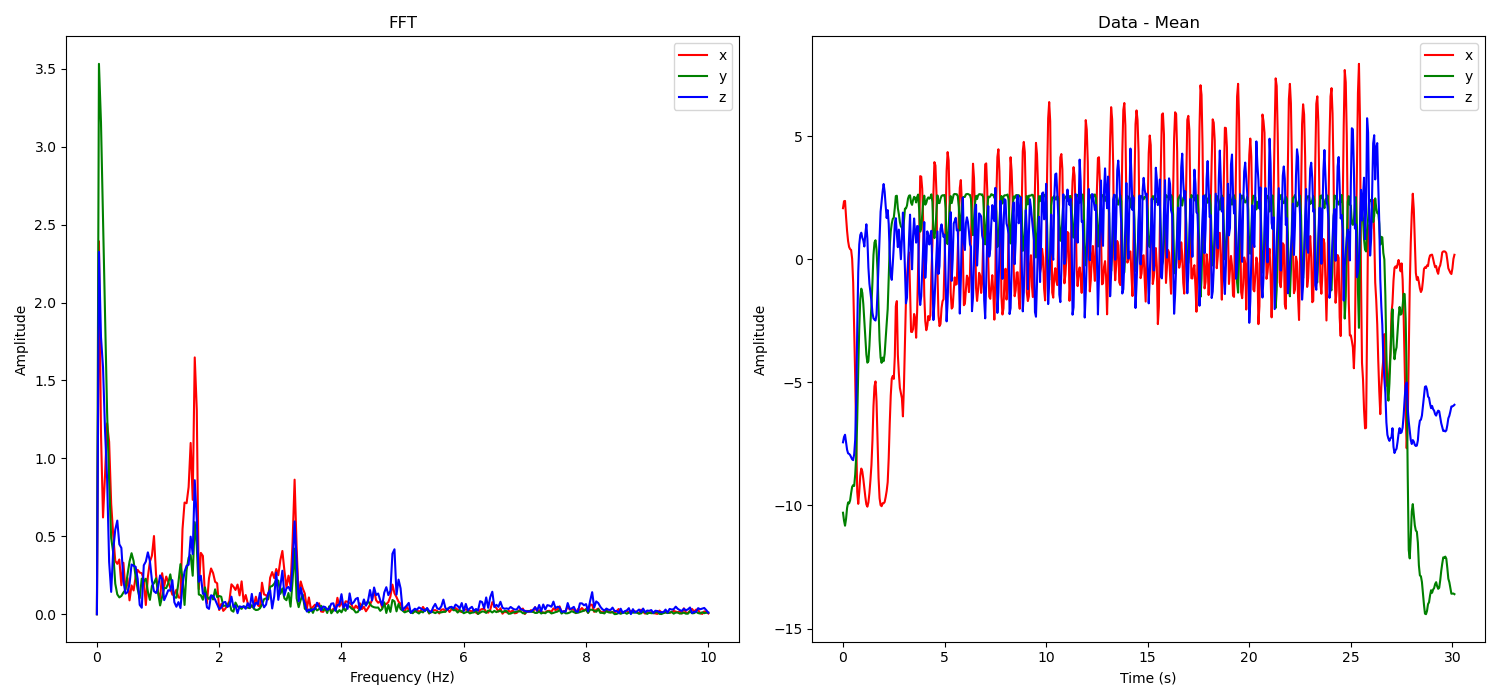 FFT
Amplitude
3.5
3.0
2.5
2.0
1.5
1.0
0.5
0.0
0 2 4 6 8 10
Frequency (Hz)
x
y
z
Data - Mean
Amplitude
5
0
−5
−10
−15
0 5 10 15 20 25 30
Time (s)
x
y
z